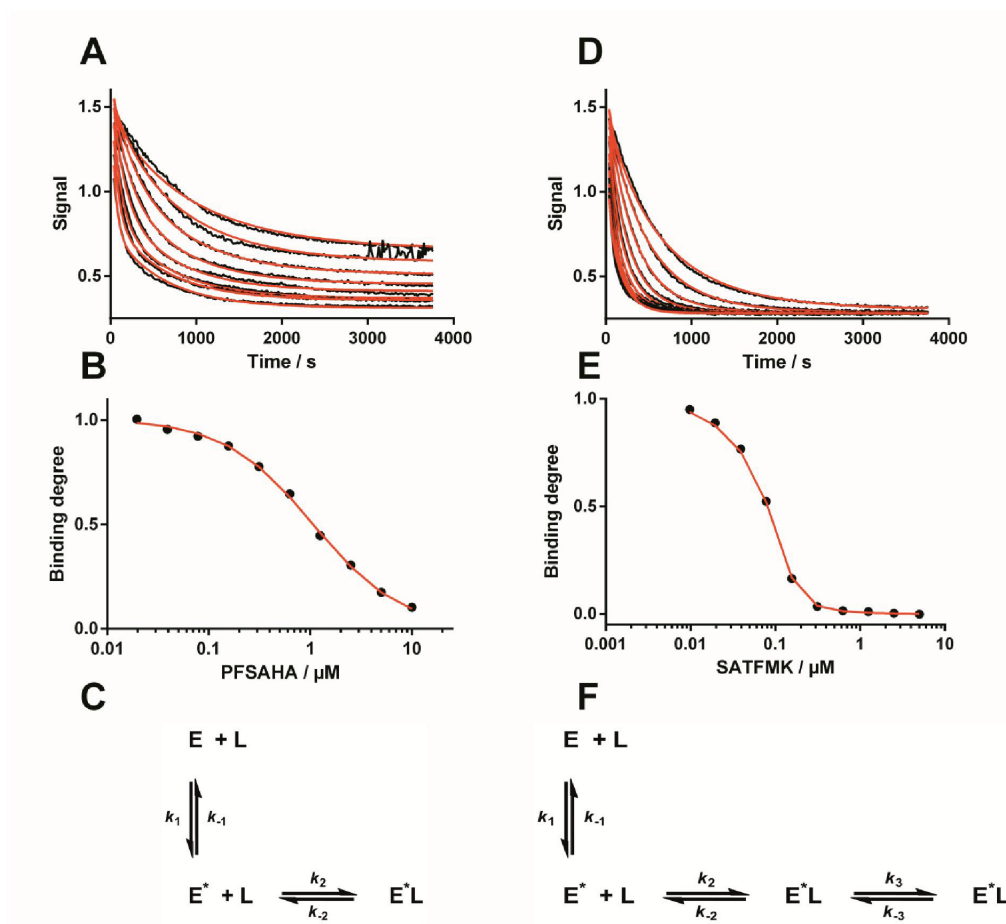 A
Signal
1.5
1.0
0.5
0 1000 2000 3000 4000
Time / s
B
Binding degree
1.0
0.5
0.0
0.01 0.1 1 10
PFSAHA / µM
C
E + L
k1 k-1
E* + L k2 k-2 E*L
D
Signal
1.5
1.0
0.5
0 1000 2000 3000 4000
Time / s
E
Binding degree
1.0
0.5
0.0
0.001 0.01 0.1 1 10
SATFMK / µM
F
E + L
k1 k-1
E* + L k2 k-2 E*L k3 k-3 E*L